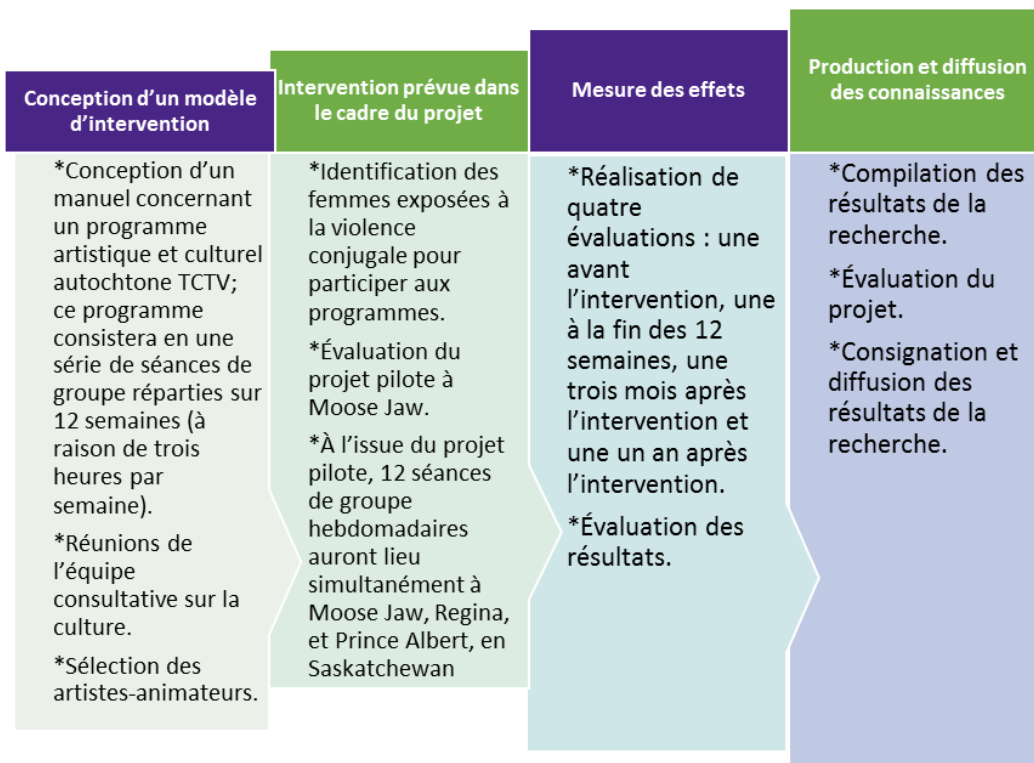 Conception d’un modèle
d’intervention
*Conception d’un
manuel concernant
un programme
artistique et culturel
autochtone TCTV;
ce programme
consistera en une
série de séances de
groupe réparties sur
12 semaines (à
raison de trois
heures par
semaine).
*Réunions de
l’équipe
consultative sur la
culture.
*Sélection des
artistes-animateurs.
Intervention prévue dans
le cadre du projet
*Identification des
femmes exposées à
la violence
conjugale pour
participer aux
programmes.
*Évaluation du
projet pilote à
Moose Jaw.
*À l’issue du projet
pilote, 12 séances
de groupe
hebdomadaires
auront lieu
simultanément à
Moose Jaw, Regina,
et Prince Albert, en
Saskatchewan
Mesure des effets
*Réalisation de
quatre
évaluations : une
avant
l’intervention, une
à la fin des 12
semaines, une
trois mois après
l’intervention et
une un an après
l’intervention.
*Évaluation des
résultats.
Production et diffusion
des connaissances
*Compilation des
résultats de la
recherche.
*Évaluation du
projet.
*Consignation et
diffusion des
résultats de la
recherche.